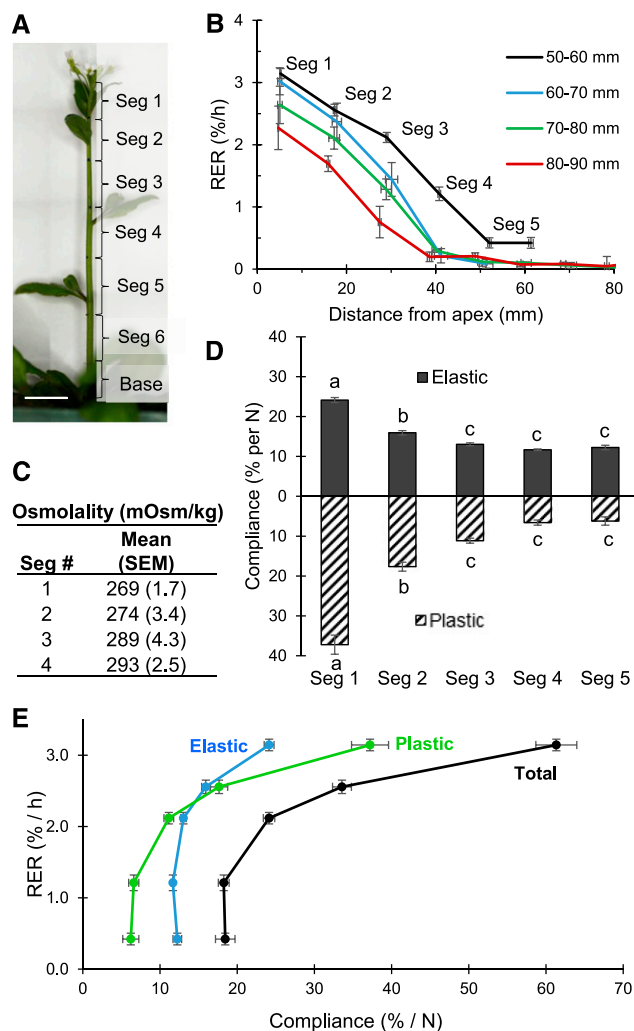 A
Seg 1
Seg 2
Seg 3
Seg 4
Seg 5
Seg 6
Base
B
RER (%/h)
4
3
2
1
0
Seg 1
Seg 2
Seg 3
Seg 4
Seg 5
50-60 mm
60-70 mm
70-80 mm
80-90 mm
0 20 40 60 80
Distance from apex (mm)
C
Osmolality (mOsm/kg)
Seg # Mean (SEM)
1 269 (1.7)
2 274 (3.4)
3 289 (4.3)
4 293 (2.5)
D
Compliance (% per N)
40
30
20
10
0
10
20
30
40
Elastic
a b c c c
Plastic
a b c c c
Seg 1 Seg 2 Seg 3 Seg 4 Seg 5
E
RER (% / h)
3.0
2.0
1.0
0.0
Elastic Plastic
Total
0 10 20 30 40 50 60 70
Compliance (% / N)